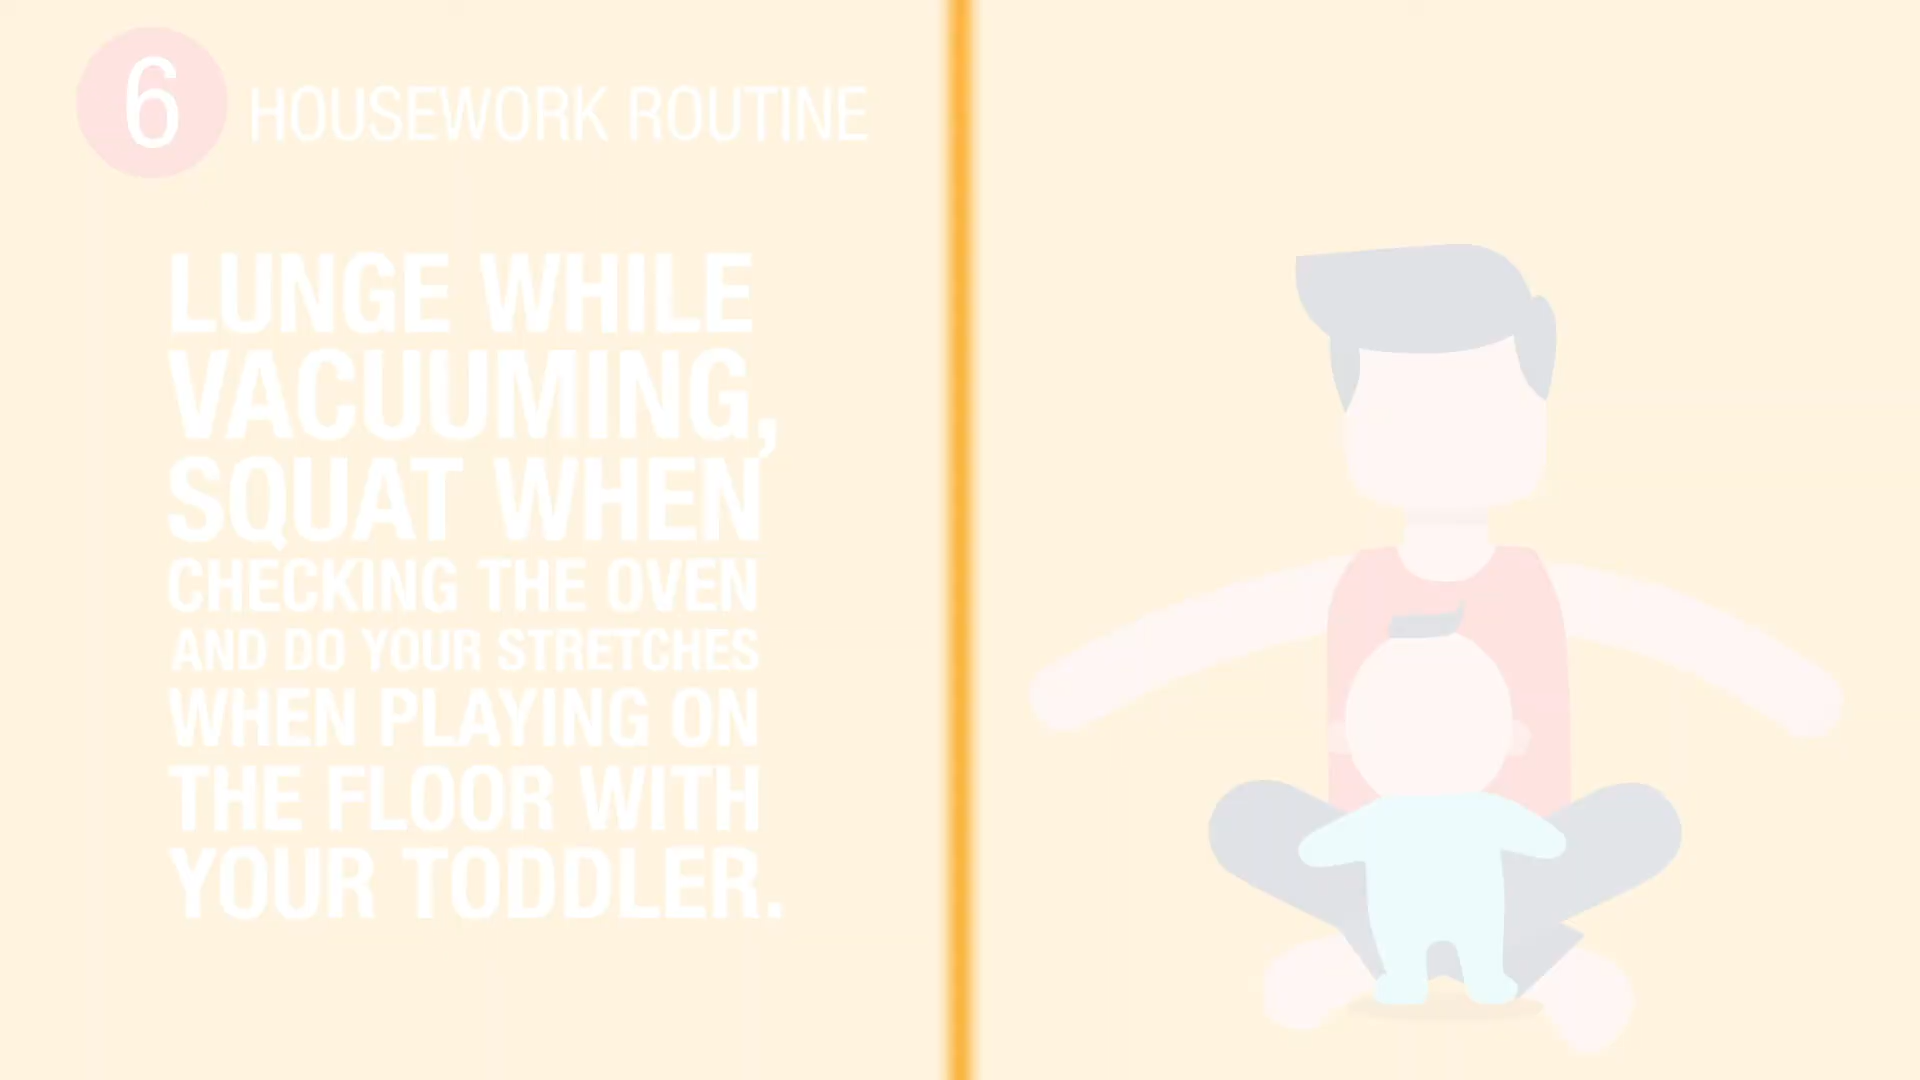 6 HOUSEWORK ROUTINE
LUNGE WHILE
VACUUMING,
SQUAT WHEN
CHECKING THE OVEN
AND DO YOUR STRETCHES
WHEN PLAYING ON
THE FLOOR WITH
YOUR TODDLER.